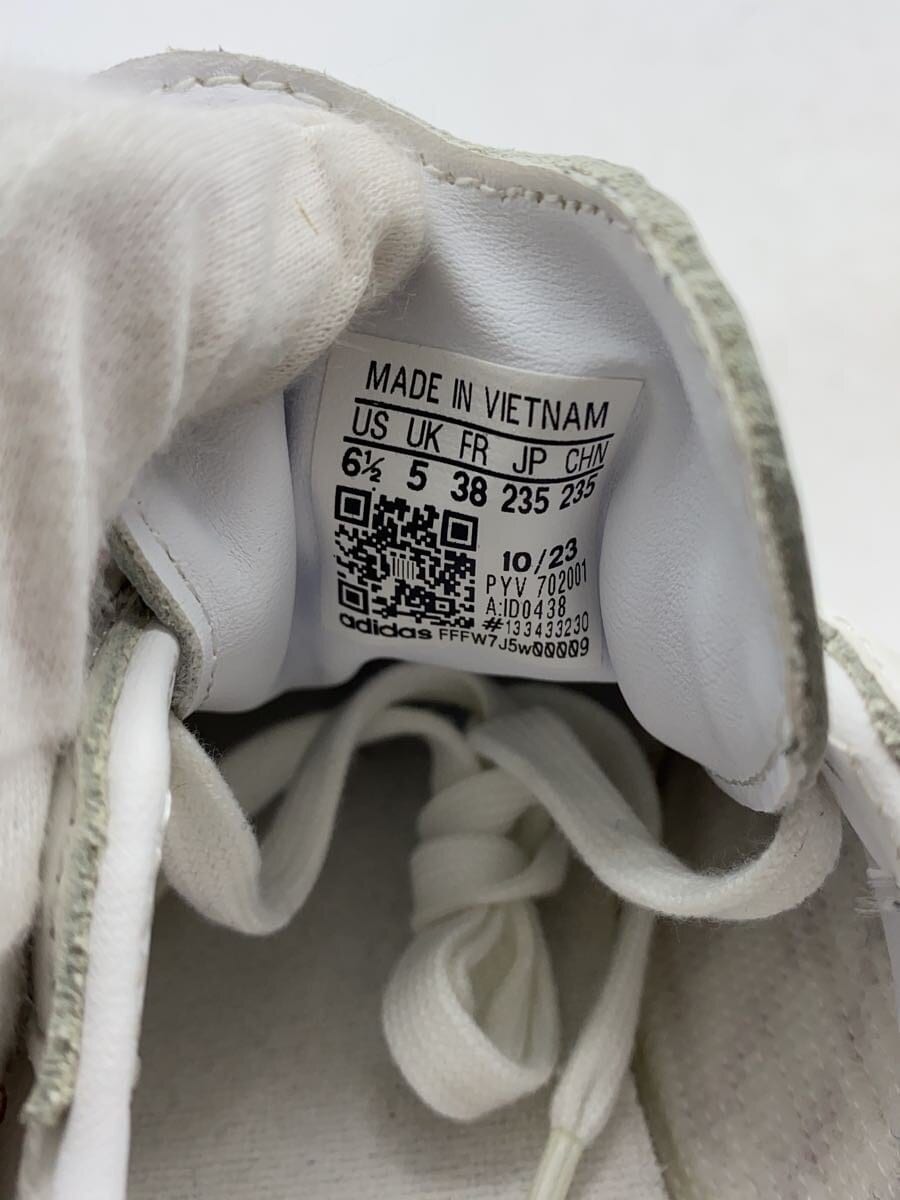 MADE IN VIETNAM
US UK FR JP CHN
6½ 5 38 235 235
10/23
PYV 702001
A:ID0438
#133433230
adidas FFFW7J5w00009